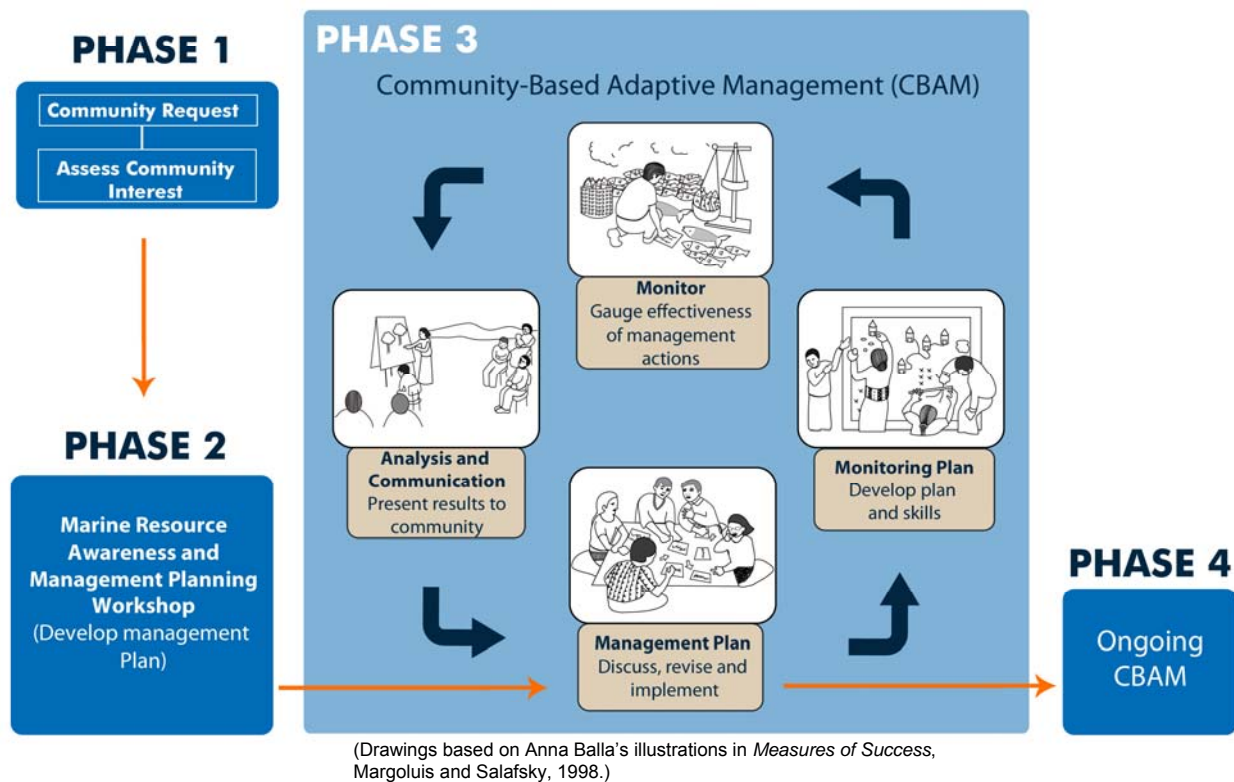 PHASE 1
Community Request
Assess Community
Interest
PHASE 2
Marine Resource
Awareness and
Management Planning
Workshop
(Develop management
Plan)
PHASE 3
Community-Based Adaptive Management (CBAM)
Monitor
Gauge effectiveness
of management
actions
Analysis and
Communication
Present results to
community
Monitoring Plan
Develop plan
and skills
Management Plan
Discuss, revise and
implement
PHASE 4
Ongoing
CBAM
(Drawings based on Anna Balla’s illustrations in Measures of Success,
Margoluis and Salafsky, 1998.)